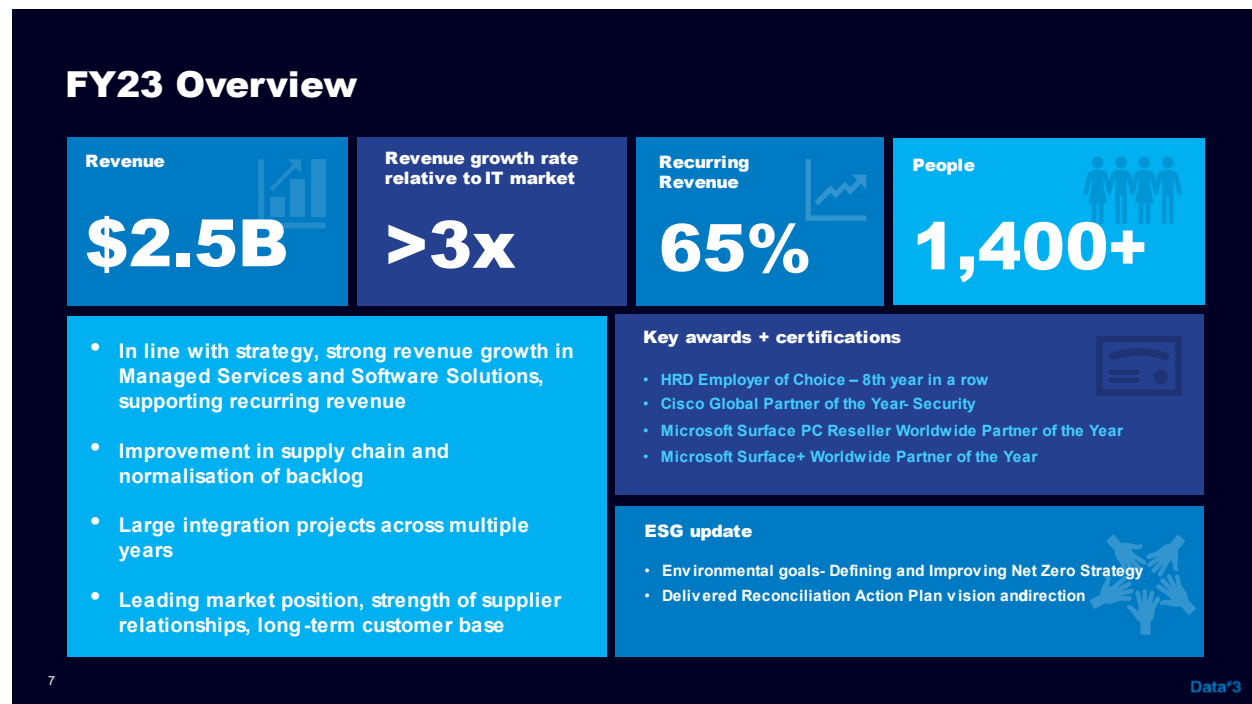 FY23 Overview
Revenue
$2.5B
Revenue growth rate
relative to IT market
>3x
Recurring
Revenue
65%
People
1,400+
• In line with strategy, strong revenue growth in
Managed Services and Software Solutions,
supporting recurring revenue
• Improvement in supply chain and
normalisation of backlog
• Large integration projects across multiple
years
• Leading market position, strength of supplier
relationships, long-term customer base
Key awards + certifications
• HRD Employer of Choice – 8th year in a row
• Cisco Global Partner of the Year- Security
• Microsoft Surface PC Reseller Worldwide Partner of the Year
• Microsoft Surface+ Worldwide Partner of the Year
ESG update
• Environmental goals- Defining and Improving Net Zero Strategy
• Delivered Reconciliation Action Plan vision andirection
7
Data#3